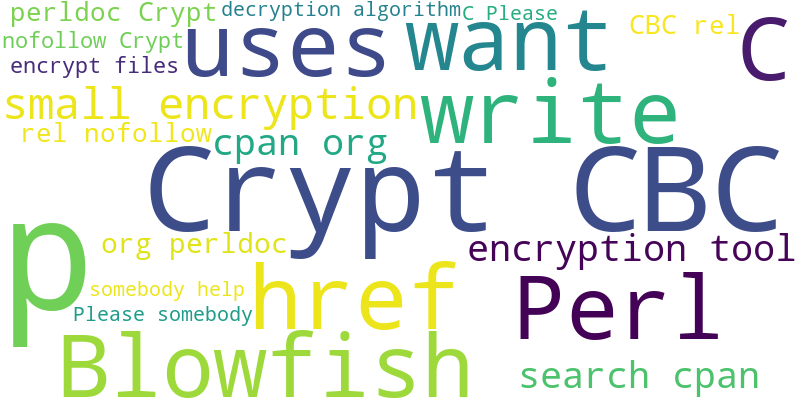 perldoc Crypt
decryption algorithm
C Please
CBC rel
C
nofollow Crypt
uses
want
encrypt files
small encryption
write
rel nofollow
cpan org
Crypt CBC
p
org perldoc
encryption tool
somebody help
href
Perl
Please somebody
Blowfish
search cpan